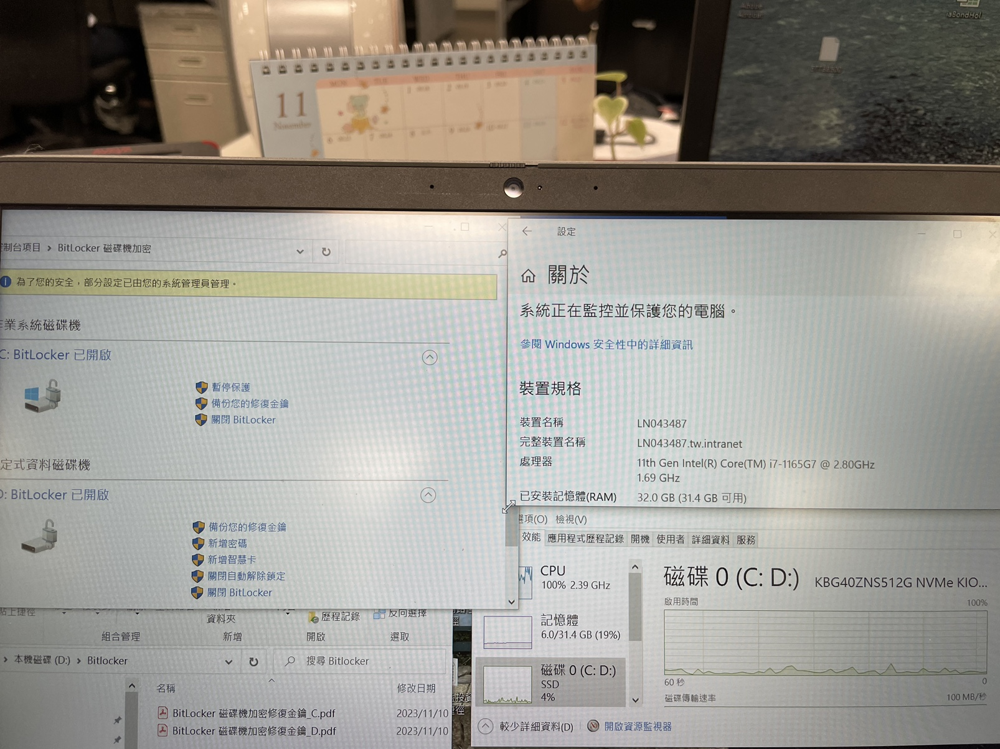 11
November
MON TUE WED THU FRI
1 2 3 4 5
6 7 8 9 10
iaBondHol
制台項目 › BitLocker 磁碟機加密
為了您的安全，部分設定已由您的系統管理員管理。
業系統磁碟機
C: BitLocker 已開啟
暫停保護
備份您的修復金鑰
關閉 BitLocker
定式資料磁碟機
D: BitLocker 已開啟
備份您的修復金鑰
新增密碼
新增智慧卡
關閉自動解除鎖定
關閉 BitLocker
設定
關於
系統正在監控並保護您的電腦。
參閱 Windows 安全性中的詳細資訊
裝置規格
裝置名稱 LN043487
完整裝置名稱 LN043487.tw.intranet
處理器 11th Gen Intel(R) Core(TM) i7-1165G7 @ 2.80GHz
1.69 GHz
已安裝記憶體(RAM) 32.0 GB (31.4 GB 可用)
選項(O) 檢視(V)
效能 應用程式歷程記錄 開機 使用者 詳細資料 服務
CPU
100% 2.39 GHz
記憶體
6.0/31.4 GB (19%)
磁碟 0 (C: D:)
SSD
4%
磁碟 0 (C: D:) KBG40ZNS512G NVMe KIO...
啟用時間 100%
60 秒 0
磁碟傳輸速率 100 MB/秒
較少詳細資料(D) 開啟資源監視器
貼上捷徑
資料夾
歷程記錄 反向選擇
組合管理 新增 開啟 選取
› 本機磁碟 (D:) › Bitlocker
搜尋 Bitlocker
名稱 修改日期
BitLocker 磁碟機加密修復金鑰_C.pdf 2023/11/10
BitLocker 磁碟機加密修復金鑰_D.pdf 2023/11/10